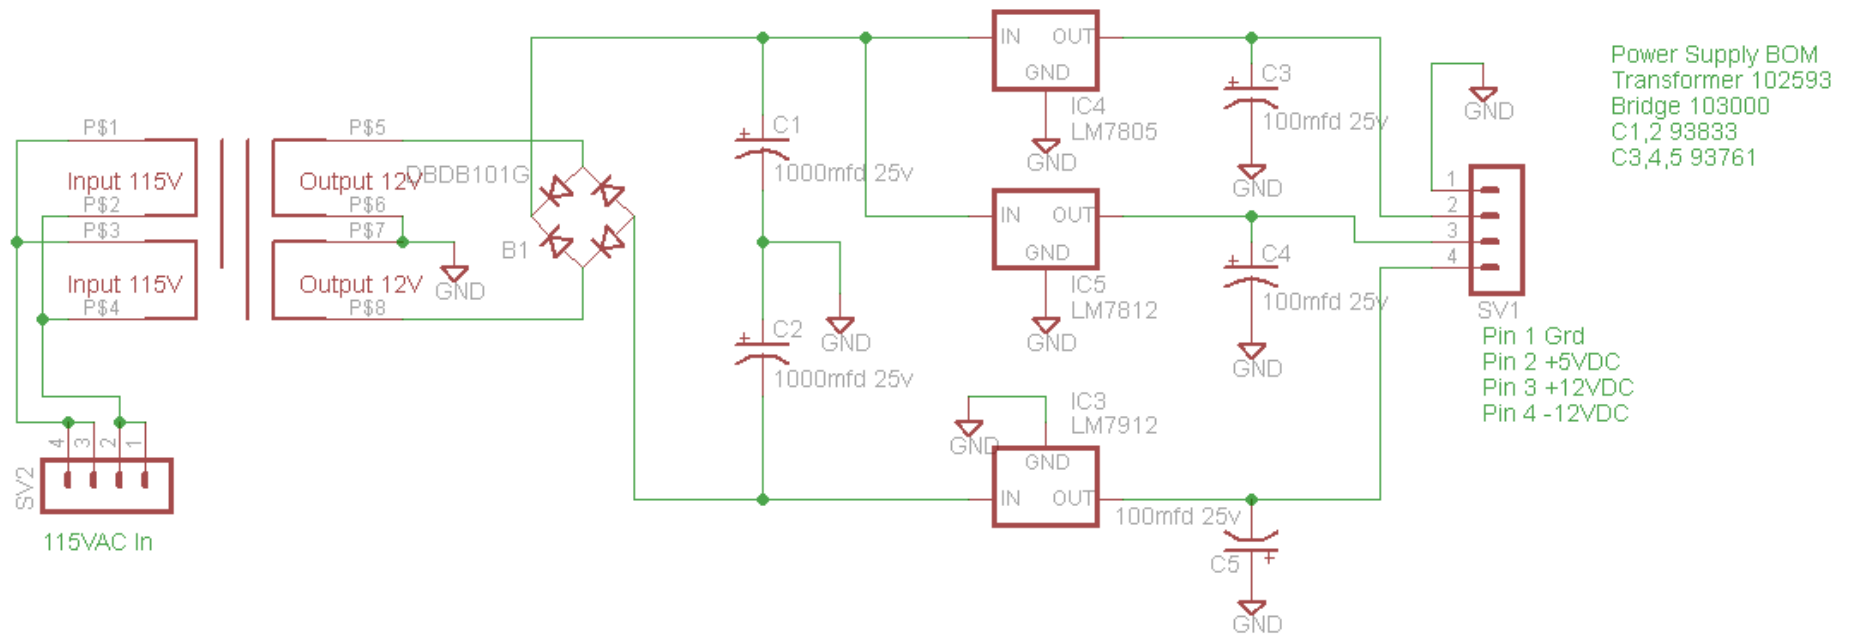 P$1
Input 115V
P$2
P$3
Input 115V
P$4
P$5
Output 12V
P$6
P$7
Output 12V
P$8
GND
DBDB101G
B1
C1
1000mfd 25v
C2
1000mfd 25v
GND
IN OUT
GND
IC4
LM7805
GND
IN OUT
GND
IC5
LM7812
GND
IC3
LM7912
GND
GND
IN OUT
C3
100mfd 25v
GND
C4
100mfd 25v
GND
100mfd 25v
C5
GND
GND
1
2
3
4
SV1
Pin 1 Grd
Pin 2 +5VDC
Pin 3 +12VDC
Pin 4 -12VDC
Power Supply BOM
Transformer 102593
Bridge 103000
C1,2 93833
C3,4,5 93761
4 3 2 1
SV2
115VAC In